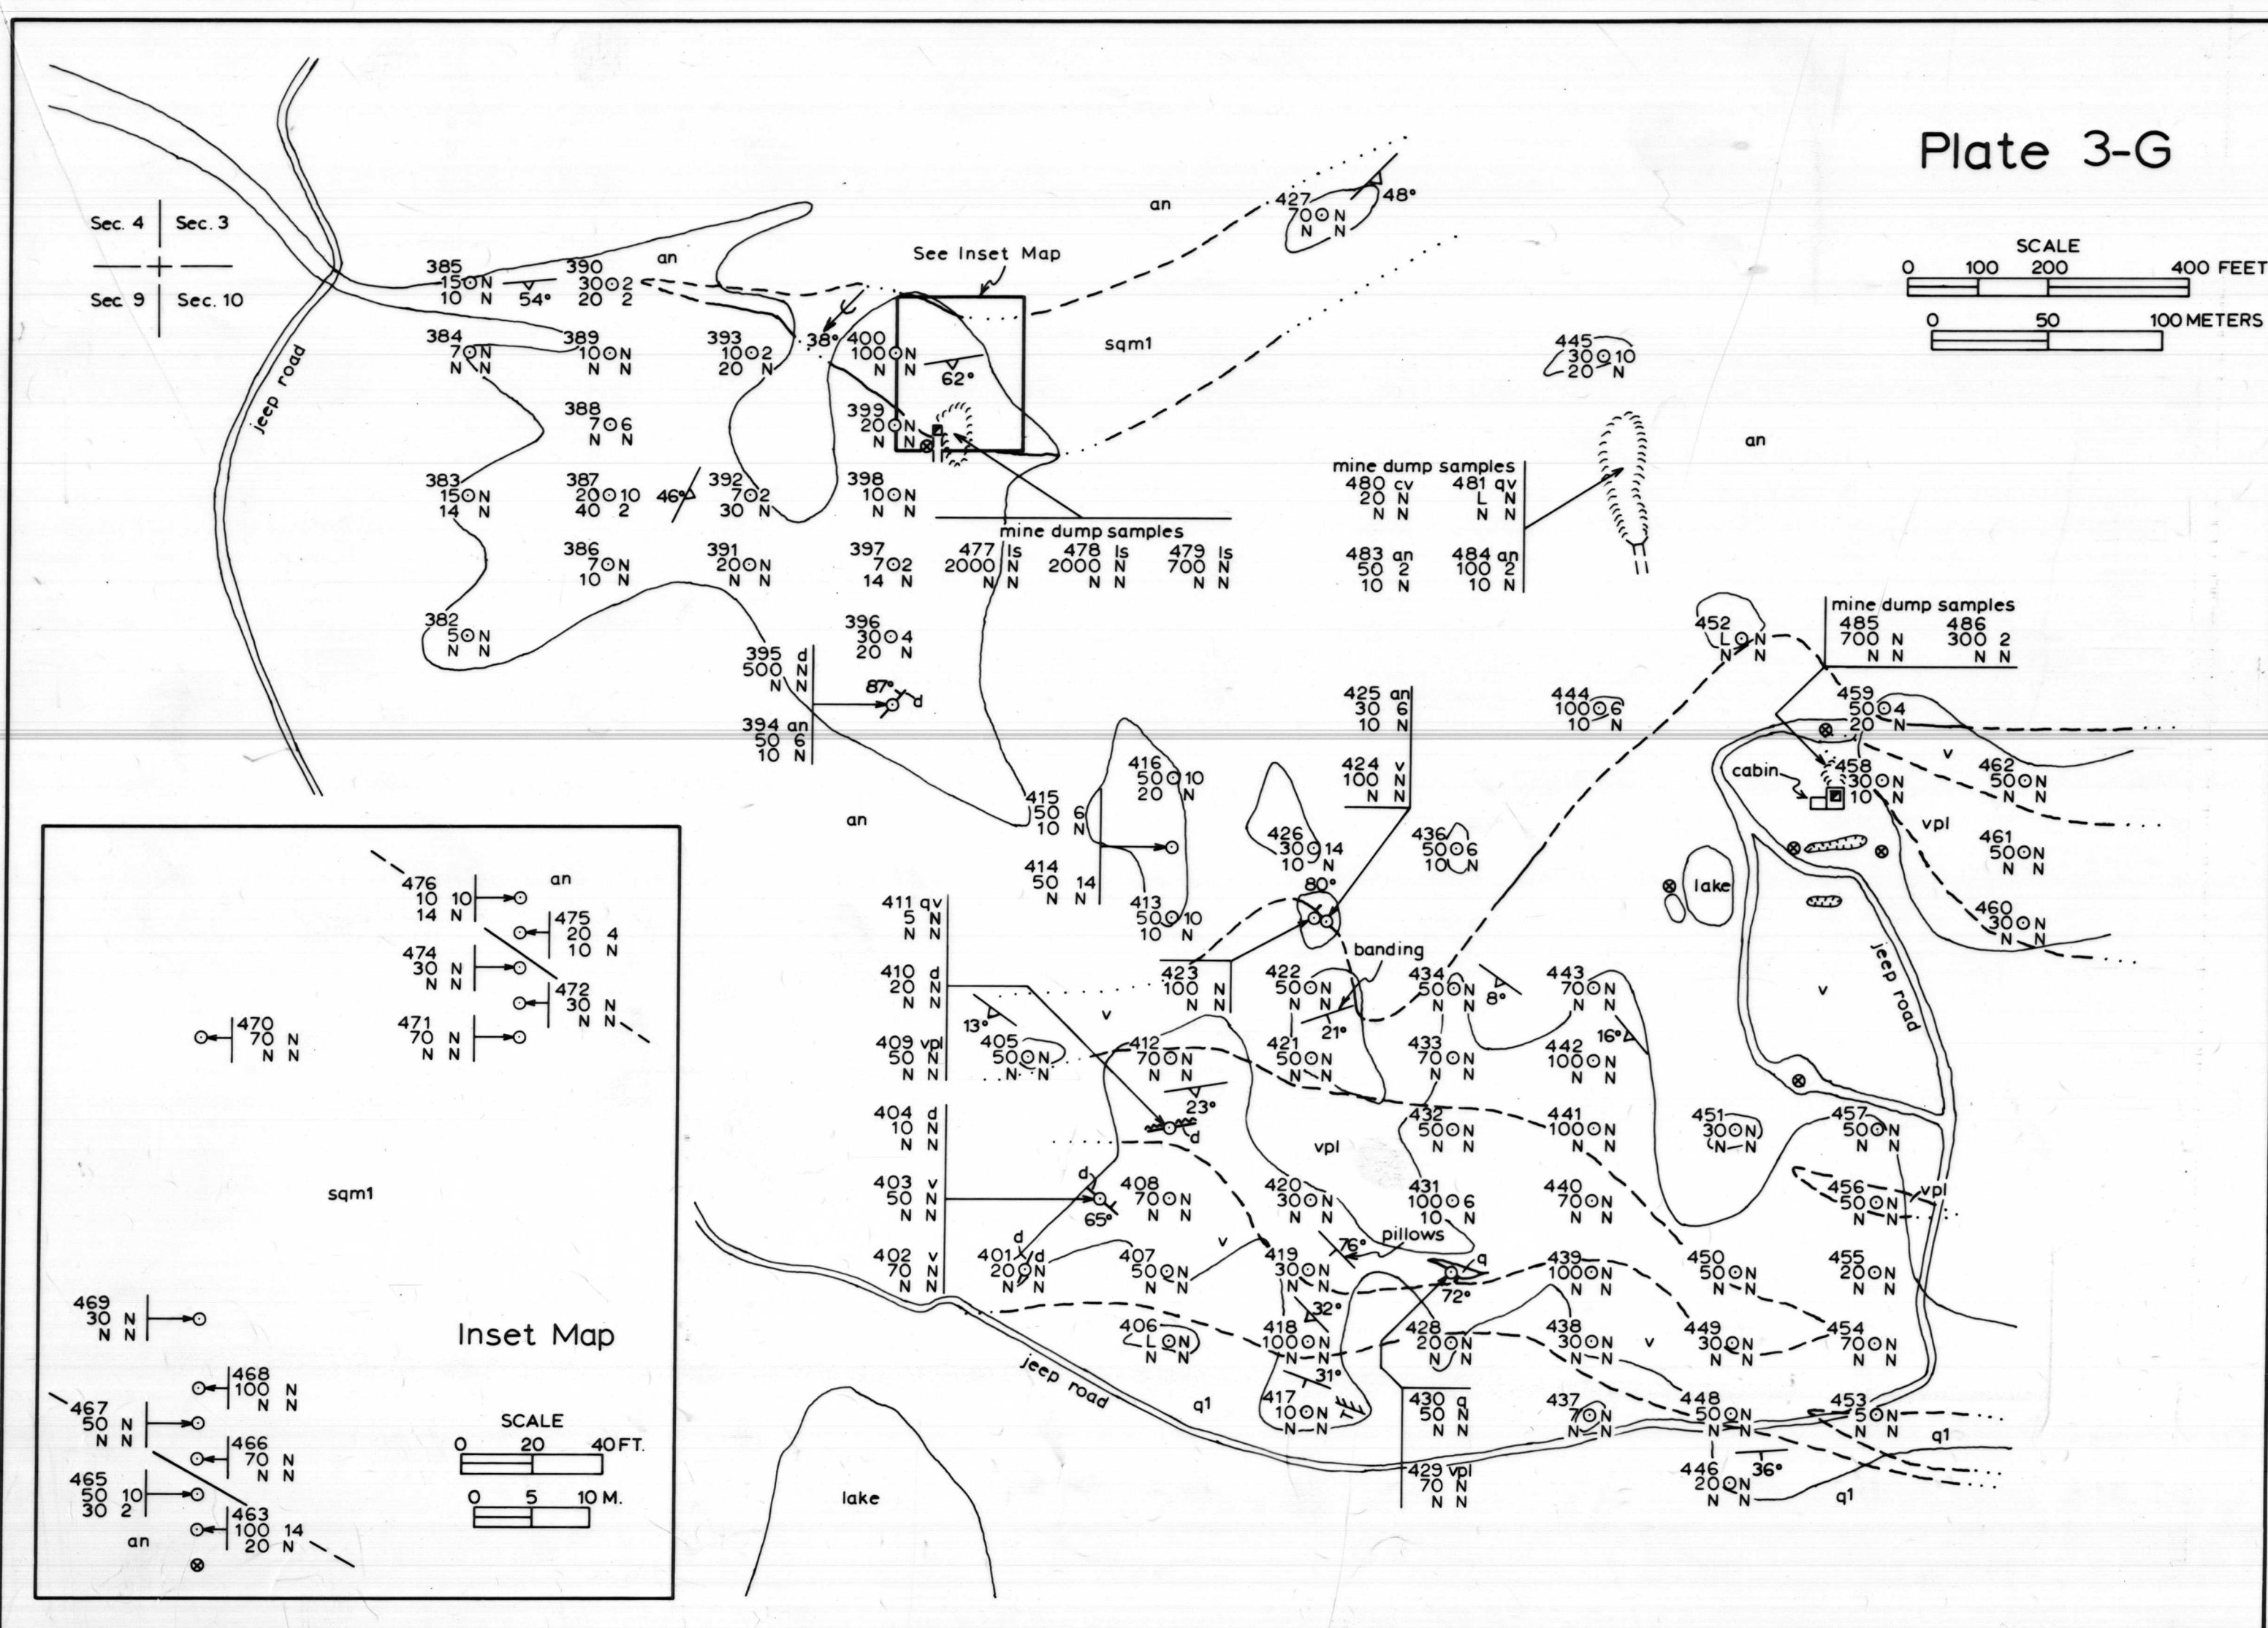 Plate 3-G
Sec. 4 Sec. 3
Sec. 9 Sec. 10
jeep road
SCALE
0 100 200 400 FEET
0 50 100 METERS
an
427
70 N
N N
48°
See Inset Map
an
385
15 N
10 N
54°
390
30 2
20 2
384
7 N
N N
389
10 N
N N
393
10 2
20 N
38°
400
100 N
N N
62°
sqm1
445
30 10
20 N
388
7 6
N N
399
20 N
N N
an
383
15 N
14 N
387
20 10
40 2
46°
392
7 2
30 N
398
10 N
N N
mine dump samples
480 cv
20 N
N N
481 qv
L N
N N
483 an
50 2
10 N
484 an
100 2
10 N
386
7 N
10 N
391
20 N
N N
397
7 2
14 N
mine dump samples
477 ls
2000 N
N N
478 ls
2000 N
N N
479 ls
700 N
N N
382
5 N
N N
396
30 4
20 N
452
L N
N N
mine dump samples
485
700 N
N N
486
300 2
N N
395 d
500 N
N N
87°
d
394 an
50 6
10 N
425 an
30 6
10 N
424 v
100 N
N N
444
100 6
10 N
459
50 4
20 N
v
416
50 10
20 N
cabin
458
30 N
10 N
462
50 N
N N
an
415
50 6
10 N
426
30 14
10 N
436
50 6
10 N
vpl
461
50 N
N N
414
50 14
N N
80°
lake
411 qv
5 N
N N
413
50 10
10 N
460
30 N
N N
banding
jeep road
410 d
20 N
N N
423
100 N
N N
422
50 N
N N
434
50 N
N N
8°
443
70 N
N N
v
13°
v
21°
16°
409 vpl
50 N
N N
405
50 N
N N
412
70 N
N N
421
50 N
N N
433
70 N
N N
442
100 N
N N
23°
404 d
10 N
N N
d
432
50 N
N N
441
100 N
N N
451
30 N
N N
457
50 N
N N
vpl
403 v
50 N
N N
d
65°
408
70 N
N N
420
30 N
N N
431
100 6
10 N
440
70 N
N N
456
50 N
N N
vpl
402 v
70 N
N N
d
401 d
20 N
N N
407
50 N
N N
v
419
30 N
N N
76°
pillows
q
72°
439
100 N
N N
450
50 N
N N
455
20 N
N N
406
L N
N N
418
100 N
N N
32°
428
20 N
N N
438
30 N
N N
v
449
30 N
N N
454
70 N
N N
jeep road
q1
31°
417
10 N
N N
430 q
50 N
N N
437
7 N
N N
448
50 N
N N
453
50 N
N N
q1
lake
429 vpl
70 N
N N
446
20 N
N N
36°
q1
476
10 10
14 N
an
475
20 4
10 N
474
30 N
N N
472
30 N
N N
470
70 N
N N
471
70 N
N N
sqm1
469
30 N
N N
Inset Map
468
100 N
N N
467
50 N
N N
466
70 N
N N
SCALE
0 20 40 FT.
0 5 10 M.
465
50 10
30 2
463
100 14
20 N
an